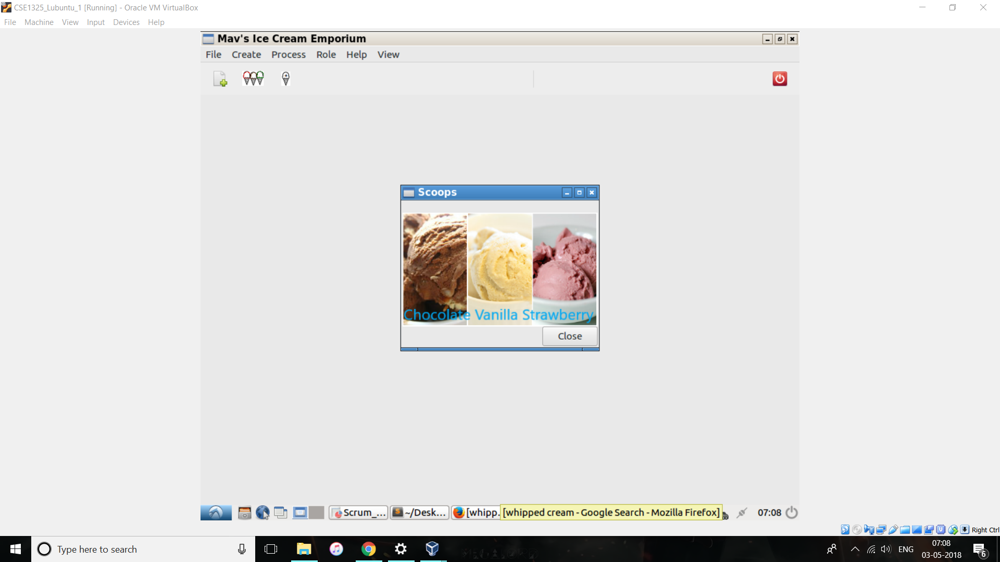 CSE1325_Lubuntu_1 [Running] - Oracle VM VirtualBox
File Machine View Input Devices Help
Mav's Ice Cream Emporium
File Create Process Role Help View
Scoops
Chocolate Vanilla Strawberry
Close
Scrum_... ~/Desk... [whipp. [whipped cream - Google Search - Mozilla Firefox] 07:08
Right Ctrl
Type here to search
ENG
07:08
03-05-2018
6